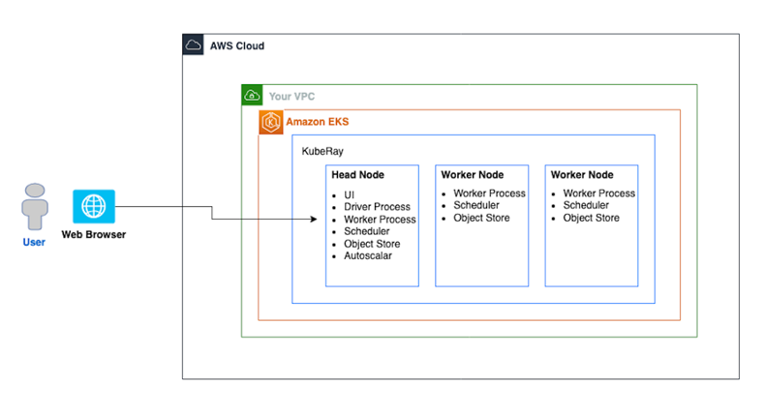 AWS Cloud
Your VPC
Amazon EKS
KubeRay
Head Node
• UI
• Driver Process
• Worker Process
• Scheduler
• Object Store
• Autoscalar
Worker Node
• Worker Process
• Scheduler
• Object Store
Worker Node
• Worker Process
• Scheduler
• Object Store
User
Web Browser